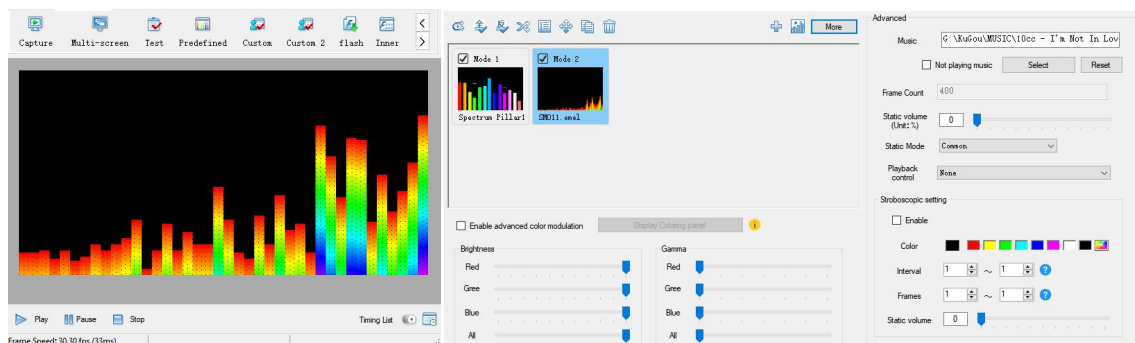 Capture Multi-screen Test Predefined Custom Custom 2 flash Inner
Play Pause Stop Timing List
Frame Speed: 30.30 fps (33ms)
More
Mode 1 Mode 2
Spectrum Pillar1 SM011.emel
Enable advanced color modulation Display Coloring panel
Brightness Gamma
Red Red
Gree Gree
Blue Blue
All All
Advanced
Music G:\KuGou\MUSIC\10cc - I'm Not In Lov
Not playing music Select Reset
Frame Count 400
Static volume
(Unit: %) 0
Static Mode Common
Playback
control None
Stroboscopic setting
Enable
Color
Interval 1 ~ 1 ?
Frames 1 ~ 1 ?
Static volume 0